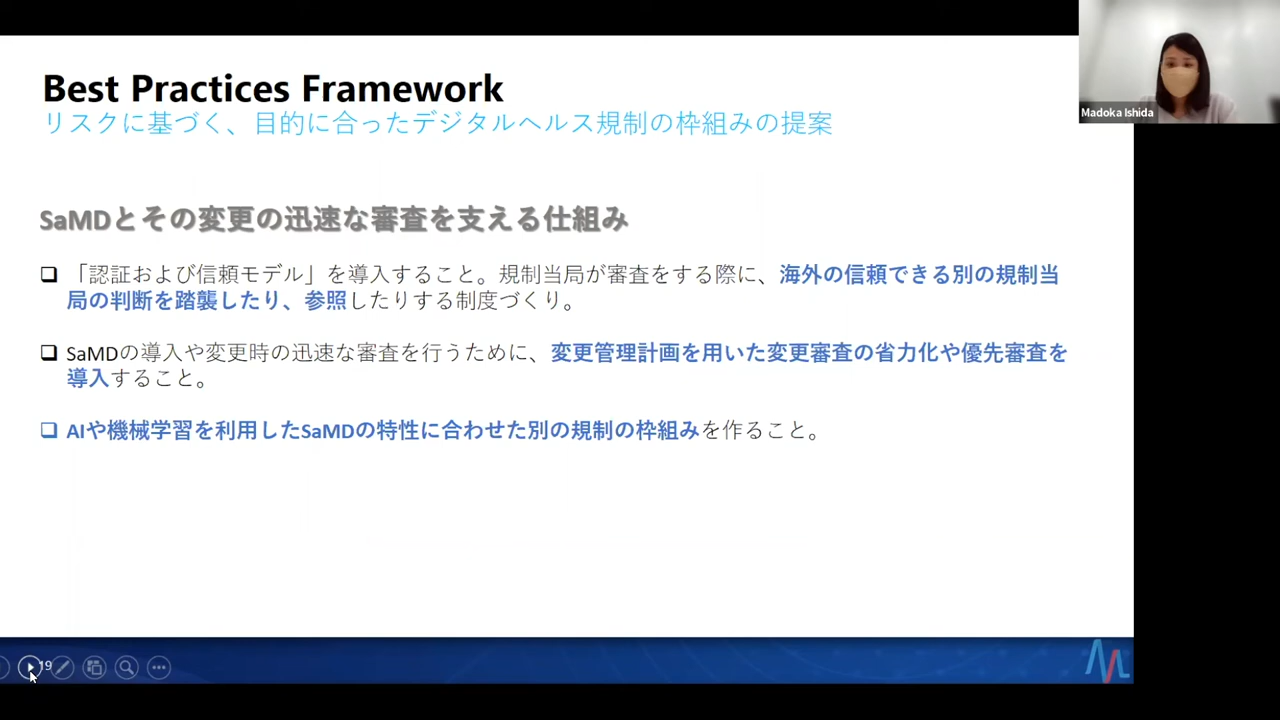 Best Practices Framework
リスクに基づく、目的に合ったデジタルヘルス規制の枠組みの提案
SaMDとその変更の迅速な審査を支える仕組み
「認証および信頼モデル」を導入すること。規制当局が審査をする際に、海外の信頼できる別の規制当
局の判断を踏襲したり、参照したりする制度づくり。
SaMDの導入や変更時の迅速な審査を行うために、変更管理計画を用いた変更審査の省力化や優先審査を
導入すること。
AIや機械学習を利用したSaMDの特性に合わせた別の規制の枠組みを作ること。
19
Madoka Ishida